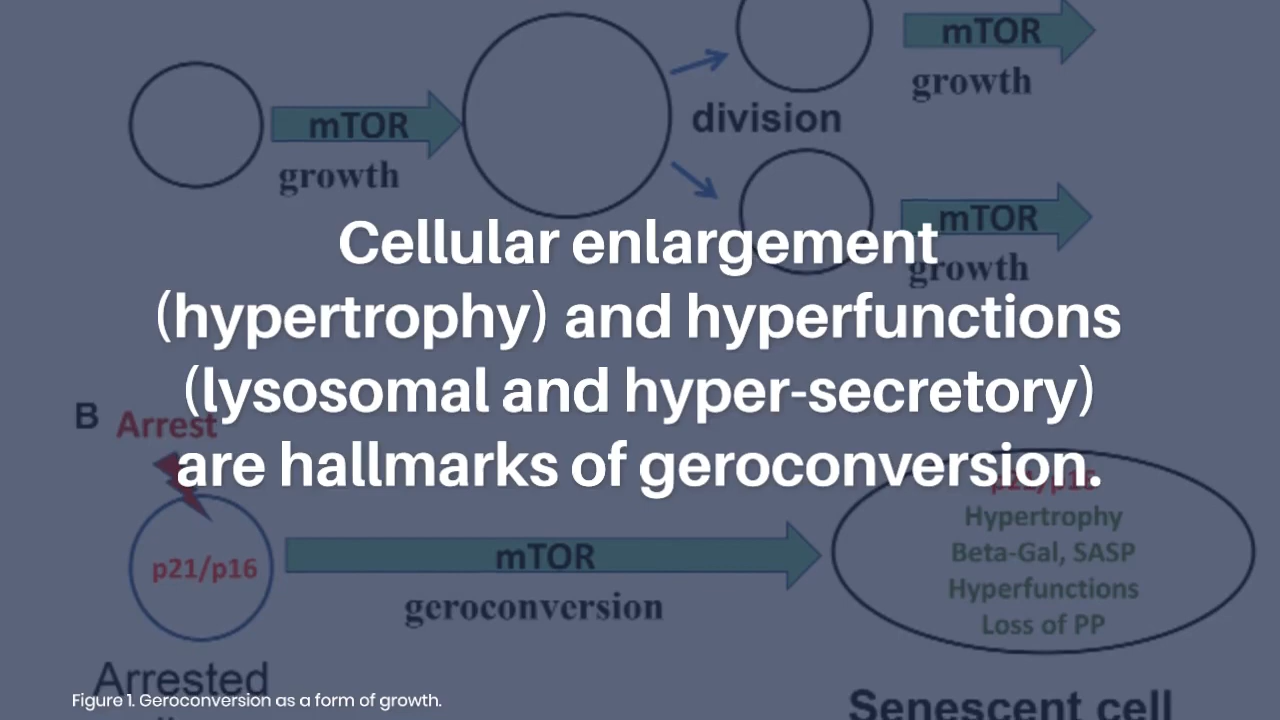 mTOR
growth
mTOR
growth
division
mTOR
growth
Cellular enlargement
(hypertrophy) and hyperfunctions
(lysosomal and hyper-secretory)
are hallmarks of geroconversion.
B Arrest
p21/p16
mTOR
geroconversion
p21/p16
Hypertrophy
Beta-Gal, SASP
Hyperfunctions
Loss of PP
Arrested
Senescent cell
Figure 1. Geroconversion as a form of growth.